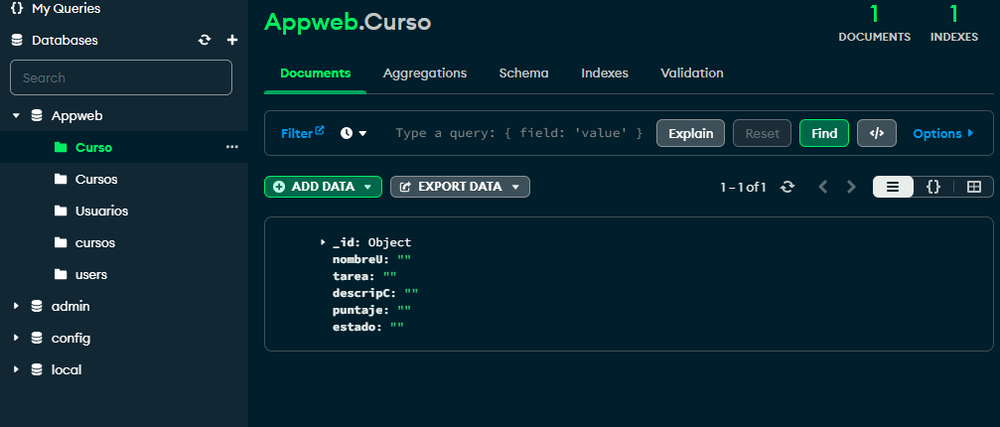 {} My Queries
Databases
Search
Appweb
Curso
Cursos
Usuarios
cursos
users
admin
config
local
Appweb.Curso
1 DOCUMENTS
1 INDEXES
Documents Aggregations Schema Indexes Validation
Filter Type a query: { field: 'value' } Explain Reset Find </> Options
ADD DATA EXPORT DATA 1 – 1 of 1 {}
_id: Object
nombreU: ""
tarea: ""
descripC: ""
puntaje: ""
estado: ""